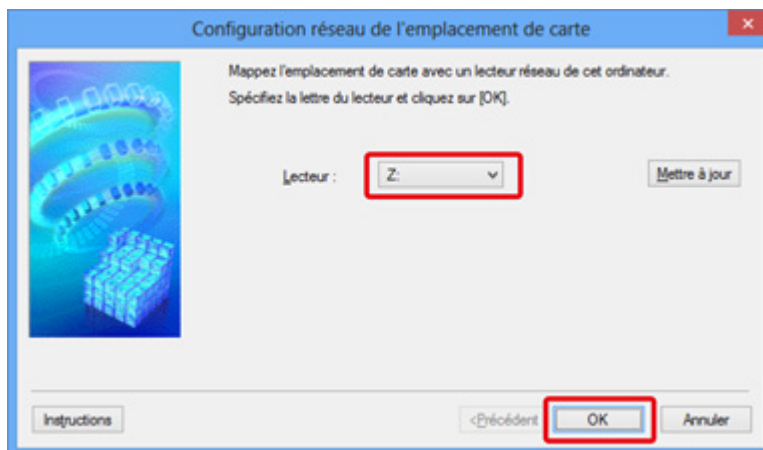 Configuration réseau de l'emplacement de carte
Mappez l'emplacement de carte avec un lecteur réseau de cet ordinateur.
Spécifiez la lettre du lecteur et cliquez sur [OK].
Lecteur : Z: Mettre à jour
Instructions <Précédent OK Annuler